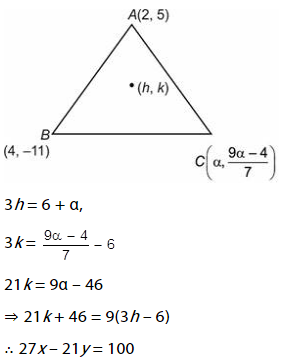 A(2, 5)
(h, k)
B
(4, –11)
C(α, (9α – 4)/7)
3h = 6 + α,
3k = (9α – 4)/7 – 6
21k = 9α – 46
⇒ 21k + 46 = 9(3h – 6)
∴ 27x – 21y = 100